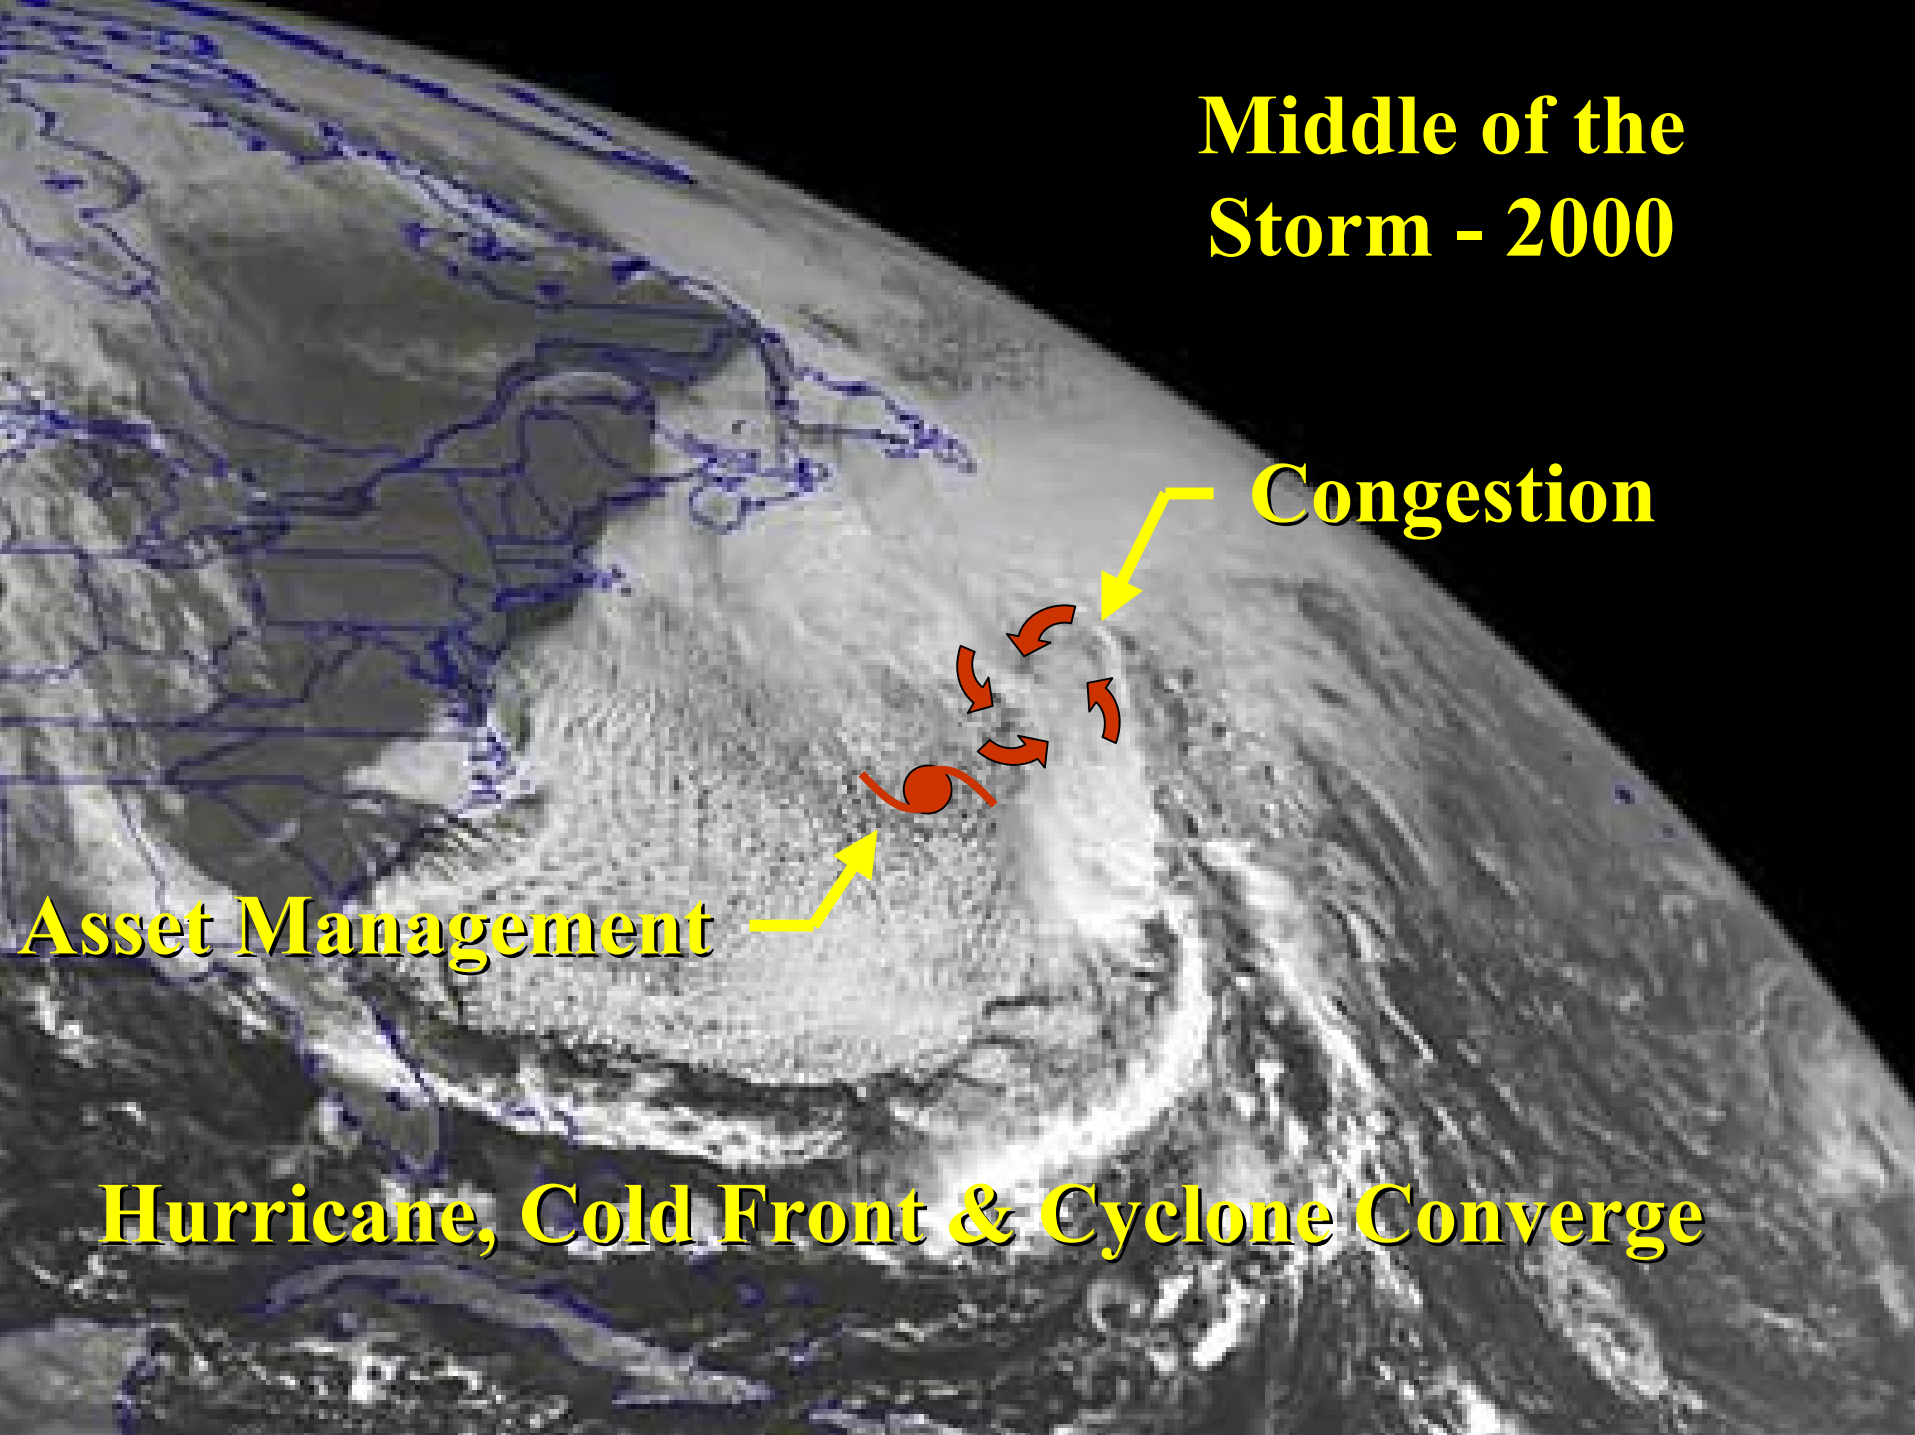 Middle of the
Storm - 2000
Congestion
Asset Management
Hurricane, Cold Front & Cyclone Converge